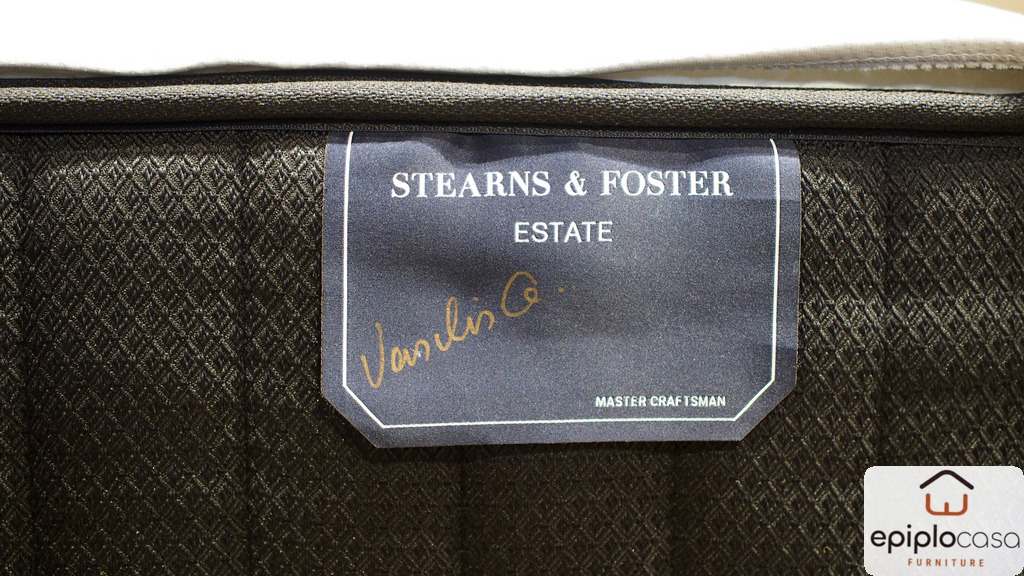 STEARNS & FOSTER
ESTATE
Vasilis G.
MASTER CRAFTSMAN
epiplocasa
FURNITURE